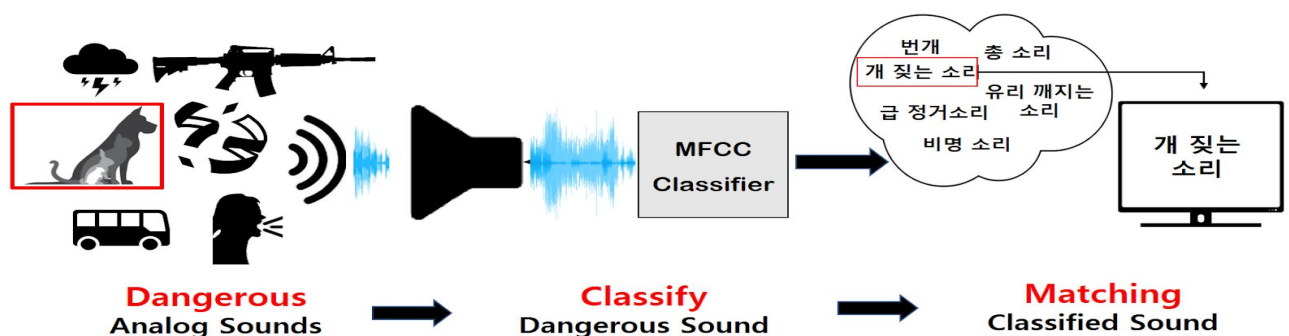 번개
총 소리
개 짖는 소리
유리 깨지는
소리
급 정거소리
비명 소리
MFCC
Classifier
개 짖는
소리
Dangerous
Analog Sounds
Classify
Dangerous Sound
Matching
Classified Sound